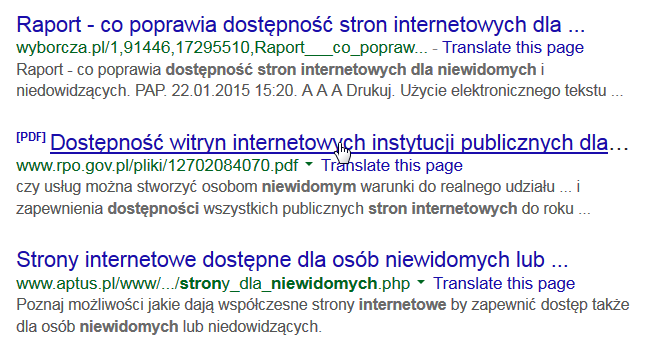 Raport - co poprawia dostępność stron internetowych dla ...
wyborcza.pl/1,91446,17295510,Raport___co_popraw... - Translate this page
Raport - co poprawia dostępność stron internetowych dla niewidomych i
niedowidzących. PAP. 22.01.2015 15:20. A A A Drukuj. Użycie elektronicznego tekstu ...
[PDF] Dostępność witryn internetowych instytucji publicznych dla...
www.rpo.gov.pl/pliki/12702084070.pdf Translate this page
czy usług można stworzyć osobom niewidomym warunki do realnego udziału ... i
zapewnienia dostępności wszystkich publicznych stron internetowych do roku ...
Strony internetowe dostępne dla osób niewidomych lub ...
www.aptus.pl/www/.../strony_dla_niewidomych.php Translate this page
Poznaj możliwości jakie dają współczesne strony internetowe by zapewnić dostęp także
dla osób niewidomych lub niedowidzących.